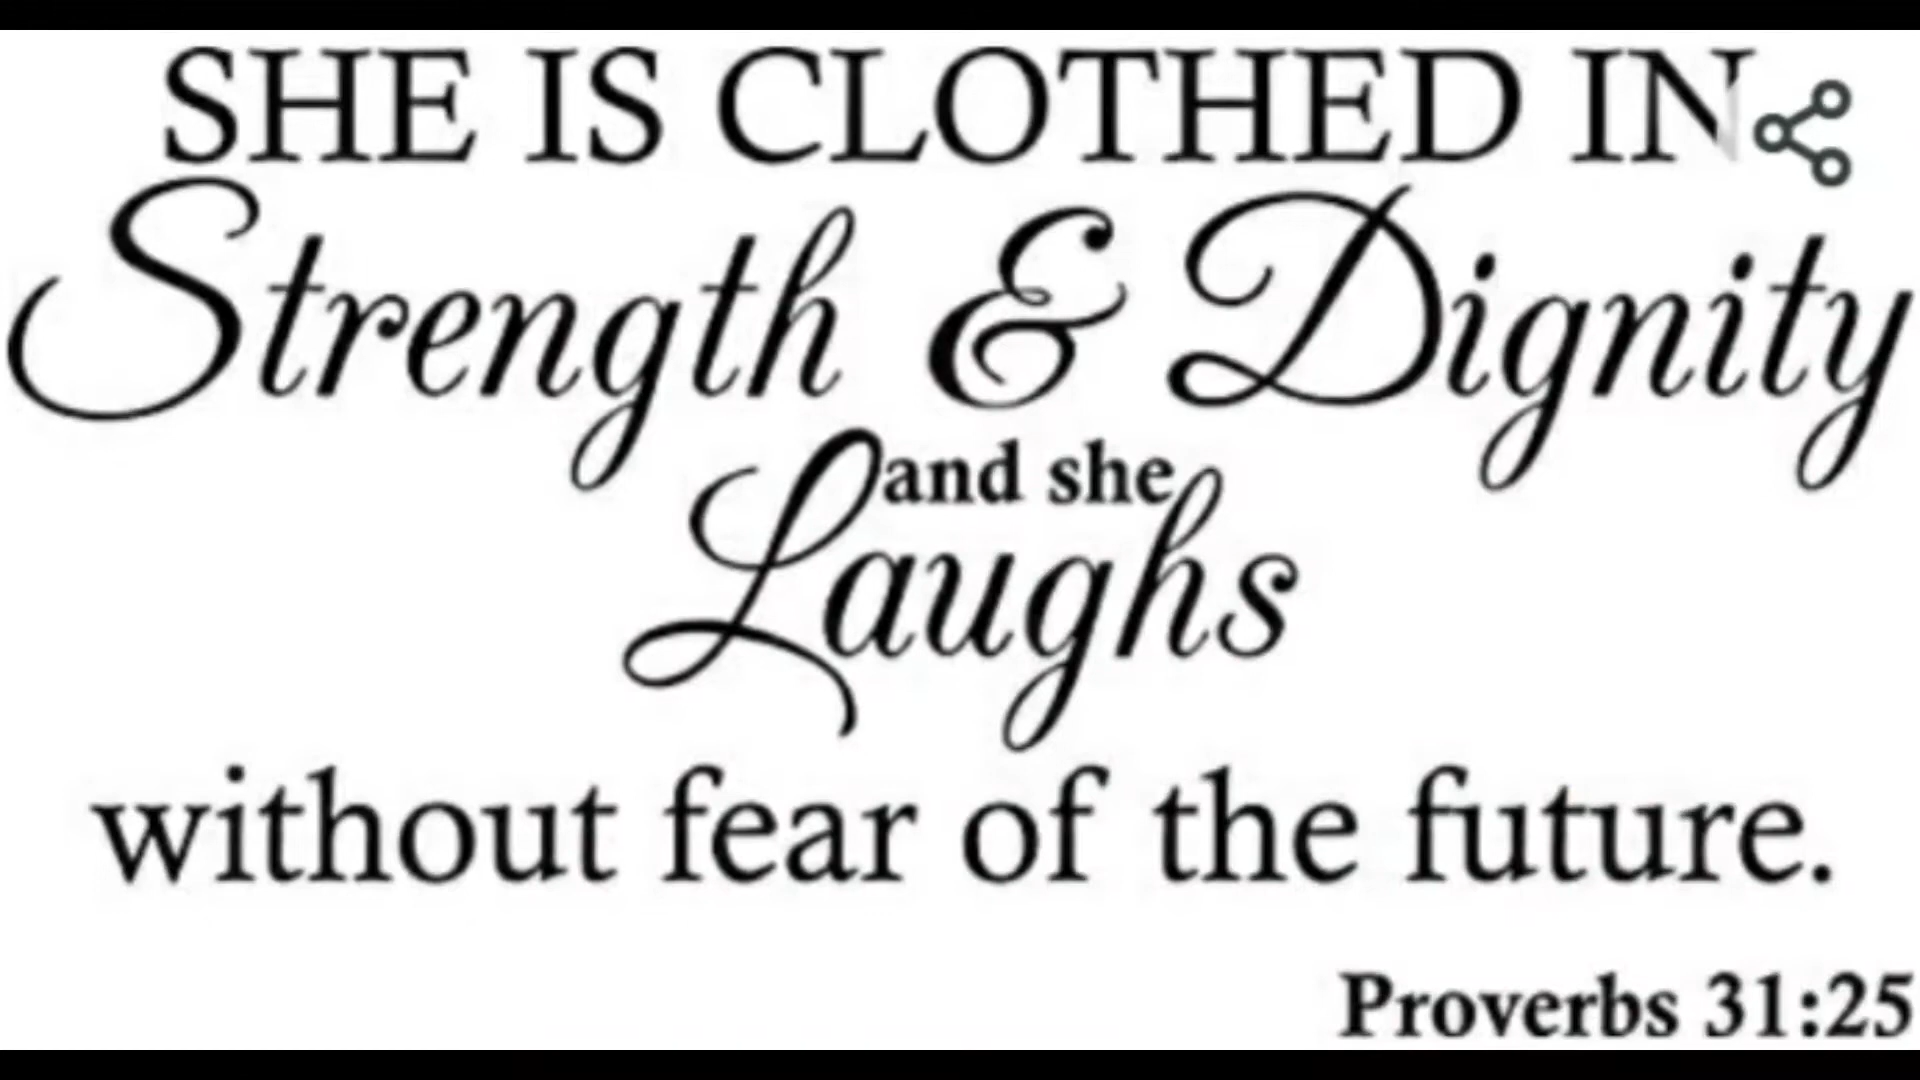 SHE IS CLOTHED IN
Strength & Dignity
and she
Laughs
without fear of the future.
Proverbs 31:25